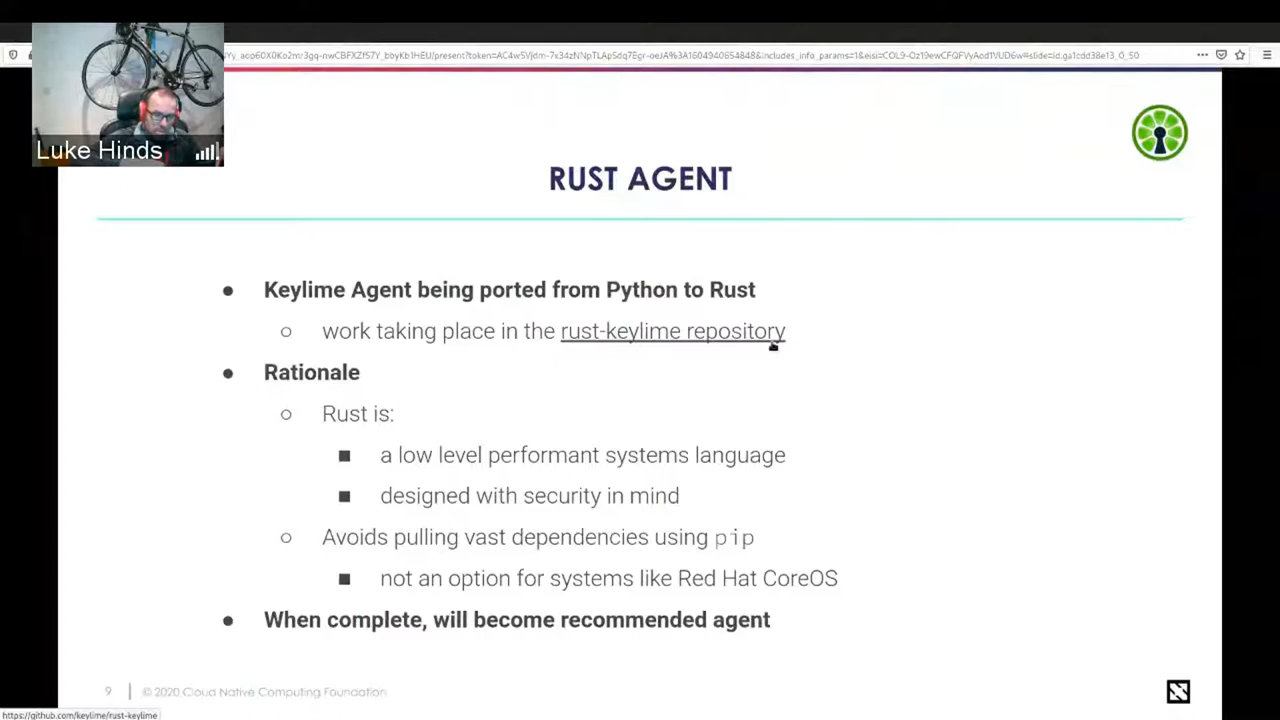 Luke Hinds
RUST AGENT
● Keylime Agent being ported from Python to Rust
○ work taking place in the rust-keylime repository
● Rationale
○ Rust is:
■ a low level performant systems language
■ designed with security in mind
○ Avoids pulling vast dependencies using pip
■ not an option for systems like Red Hat CoreOS
● When complete, will become recommended agent
9 | © 2020 Cloud Native Computing Foundation
https://github.com/keylime/rust-keylime